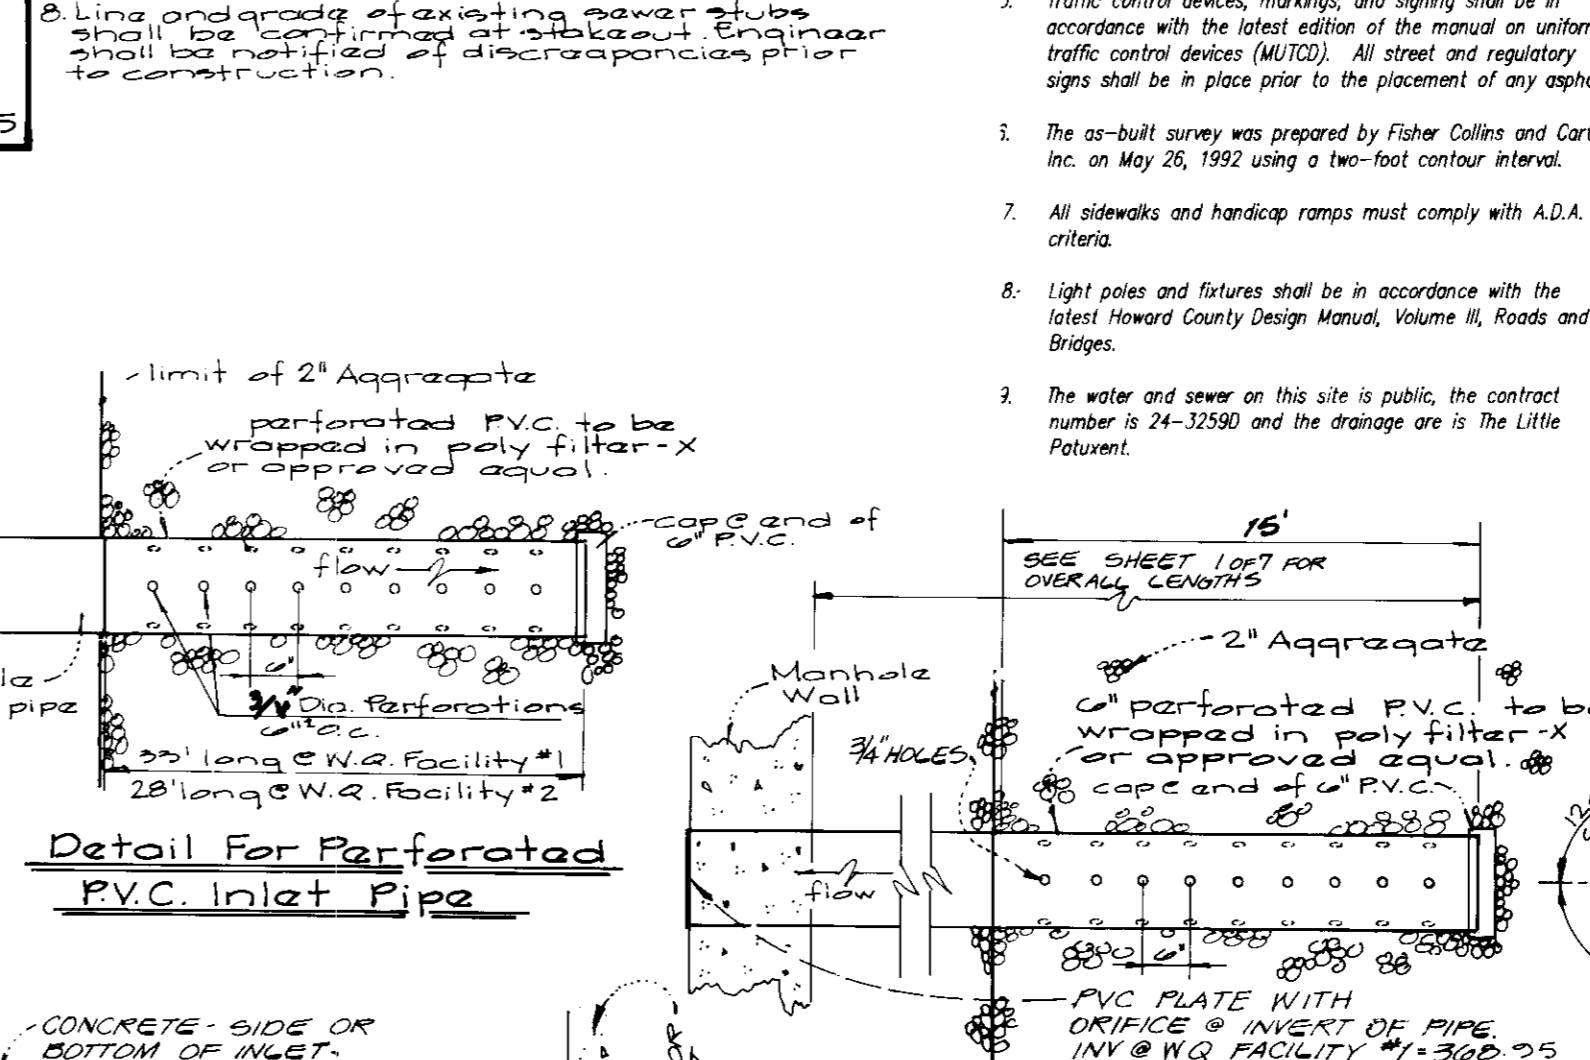 8. Line and grade of existing sewer stubs
shall be confirmed at stakeout. Engineer
shall be notified of discreapancies prior
to construction.
5
Traffic control devices, markings, and signing shall be in
accordance with the latest edition of the manual on uniform
traffic control devices (MUTCD). All street and regulatory
signs shall be in place prior to the placement of any
The as-built survey was prepared by Fisher Collins and
Inc. on May 26, 1992 using a two-foot contour interval.
7. All sidewalks and handicap ramps must comply with A.D.A.
criteria.
8. Light poles and fixtures shall be in accordance with the
latest Howard County Design Manual, Volume III, Roads and
Bridges.
The water and sewer on this site is public, the contract
number is 24-3259D and the drainage are is The Little
Patuxent.
limit of 2" Aggregate
perforated P.V.C. to be
wrapped in poly filter-X
or approved equal.
cap @ end of
6" P.V.C.
flow
6"
pipe
3/4" Dia. Perforations
6" O.C.
33' long @ W.Q. Facility #1
28' long @ W.Q. Facility #2
Detail For Perforated
P.V.C. Inlet Pipe
15'
SEE SHEET 1 OF 7 FOR
OVERALL LENGTHS
2" Aggregate
Manhole
Wall
6" perforated P.V.C. to be
wrapped in poly filter-X
or approved equal.
3/4" HOLES
cap @ end of 6" P.V.C.
12
flow
6"
PVC PLATE WITH
ORIFICE @ INVERT OF PIPE.
INV @ WQ FACILITY #1 = 368.95
CONCRETE - SIDE OR
BOTTOM OF INLET